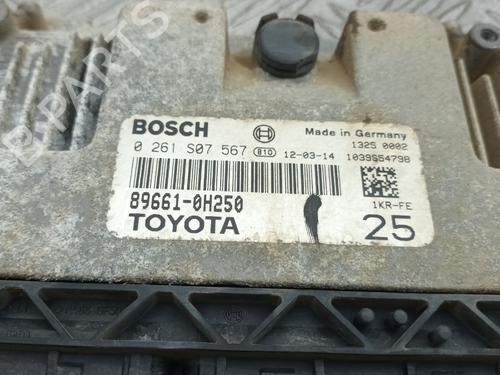 B-PARTS
BOSCH
Made in Germany
0 261 S07 567 810 12-03-14
1325 0002
1039S54798
89661-0H250
TOYOTA
1KR-FE
25